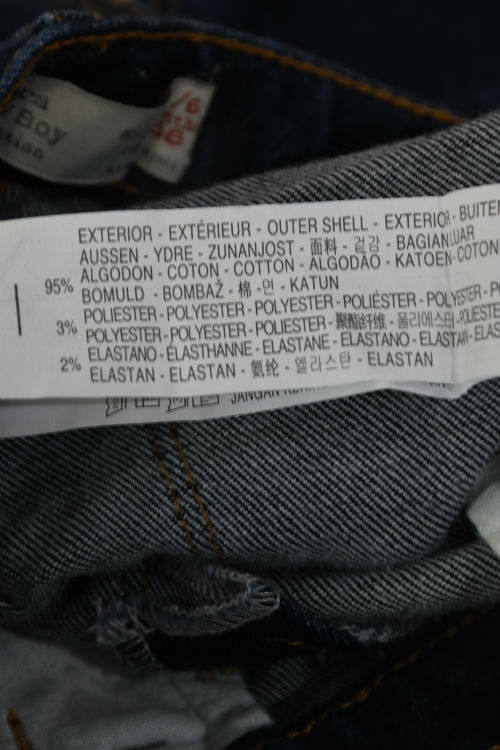 Boy
EXTERIOR - EXTÉRIEUR - OUTER SHELL - EXTERIOR - BUITEN
AUSSEN - YDRE - ZUNANJOST - 面料 - 겉감 - BAGIAN LUAR
95% ALGODON - COTON - COTTON - ALGODÃO - KATOEN - COTON
BOMULD - BOMBAŽ - 棉 - 면 - KATUN
3% POLIESTER - POLYESTER - POLYESTER - POLIÉSTER - POLYESTER
POLYESTER - POLYESTER - POLIESTER - 聚酯纤维 - 폴리에스터
2% ELASTANO - ELASTHANNE - ELASTANE - ELASTANO - ELASTAN
ELASTAN - ELASTAN - 氨纶 - 엘라스탄 - ELASTAN
JANGAN